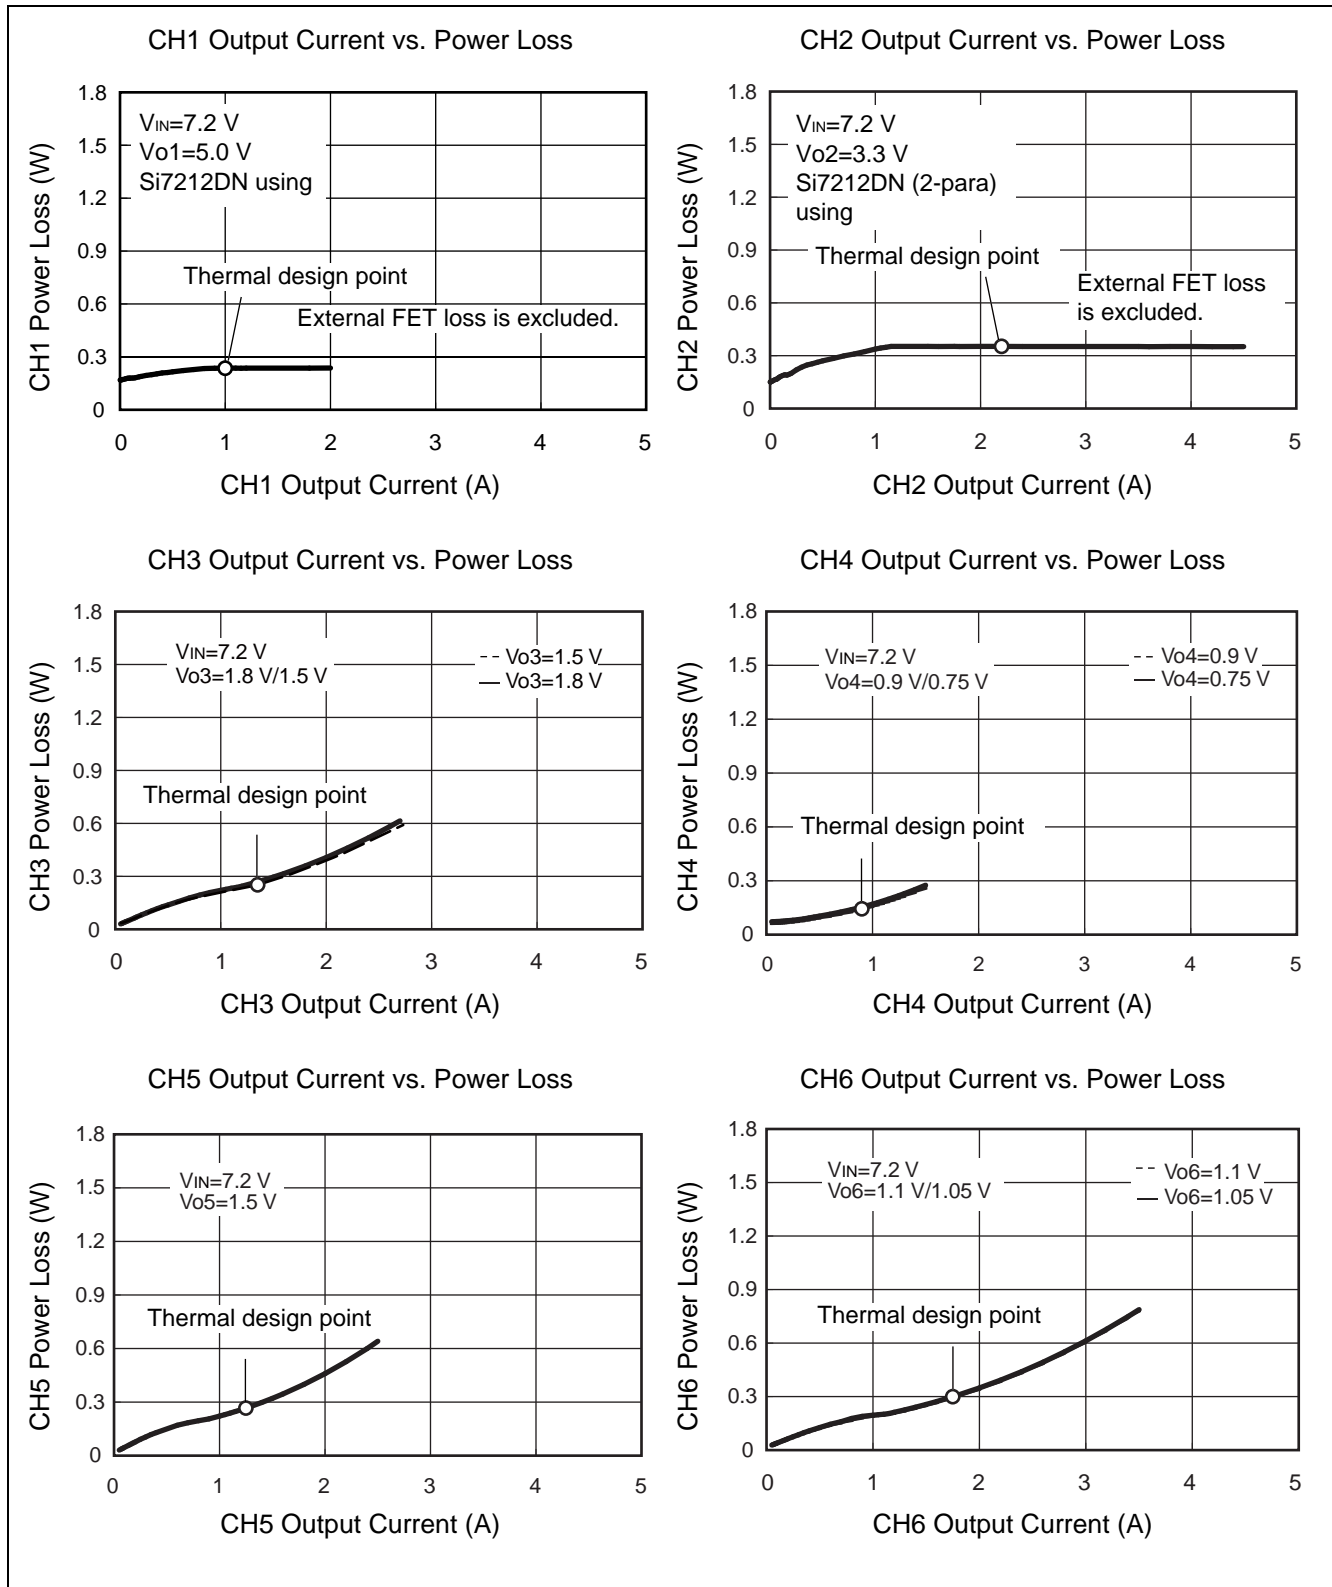 CH1 Output Current vs. Power Loss
1.8
1.5
1.2
0.9
0.6
0.3
0
VIN=7.2 V
Vo1=5.0 V
Si7212DN using
Thermal design point
External FET loss is excluded.
0 1 2 3 4 5
CH1 Power Loss (W)
CH1 Output Current (A)
CH2 Output Current vs. Power Loss
1.8
1.5
1.2
0.9
0.6
0.3
0
VIN=7.2 V
Vo2=3.3 V
Si7212DN (2-para)
using
Thermal design point
External FET loss
is excluded.
0 1 2 3 4 5
CH2 Power Loss (W)
CH2 Output Current (A)
CH3 Output Current vs. Power Loss
1.8
1.5
1.2
0.9
0.6
0.3
0
VIN=7.2 V
Vo3=1.8 V/1.5 V
Vo3=1.5 V
Vo3=1.8 V
Thermal design point
0 1 2 3 4 5
CH3 Power Loss (W)
CH3 Output Current (A)
CH4 Output Current vs. Power Loss
1.8
1.5
1.2
0.9
0.6
0.3
0
VIN=7.2 V
Vo4=0.9 V/0.75 V
Vo4=0.9 V
Vo4=0.75 V
Thermal design point
0 1 2 3 4 5
CH4 Power Loss (W)
CH4 Output Current (A)
CH5 Output Current vs. Power Loss
1.8
1.5
1.2
0.9
0.6
0.3
0
VIN=7.2 V
Vo5=1.5 V
Thermal design point
0 1 2 3 4 5
CH5 Power Loss (W)
CH5 Output Current (A)
CH6 Output Current vs. Power Loss
1.8
1.5
1.2
0.9
0.6
0.3
0
VIN=7.2 V
Vo6=1.1 V/1.05 V
Vo6=1.1 V
Vo6=1.05 V
Thermal design point
0 1 2 3 4 5
CH6 Power Loss (W)
CH6 Output Current (A)